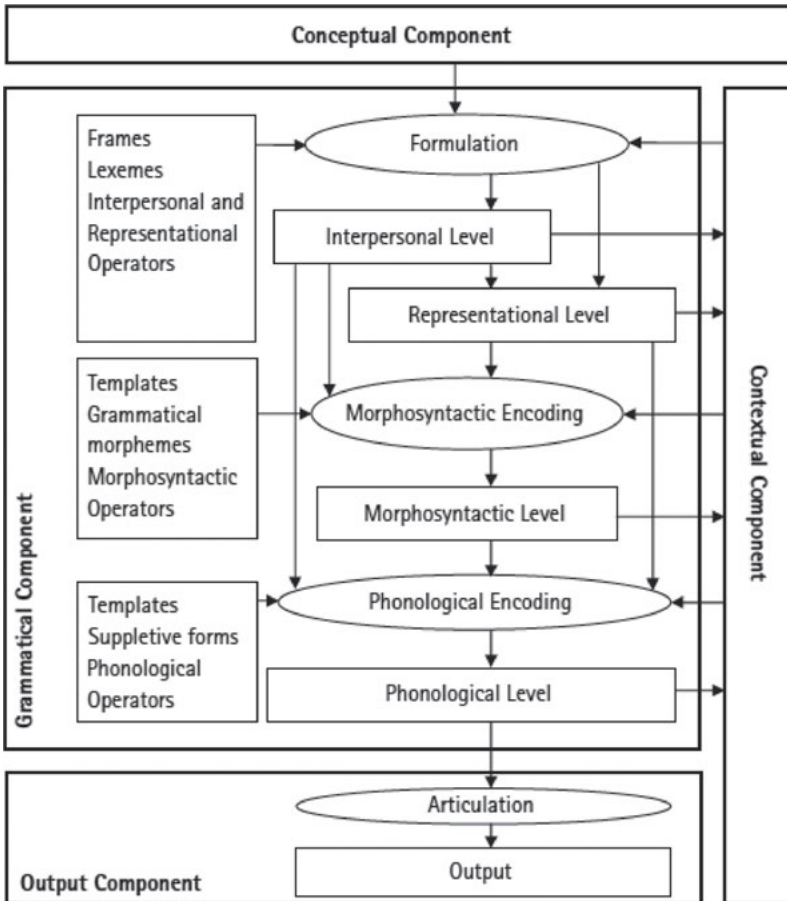 Conceptual Component
Frames
Lexemes
Interpersonal and
Representational
Operators
Formulation
Interpersonal Level
Representational Level
Templates
Grammatical
morphemes
Morphosyntactic
Operators
Morphosyntactic Encoding
Morphosyntactic Level
Templates
Suppletive forms
Phonological
Operators
Phonological Encoding
Phonological Level
Grammatical Component
Contextual Component
Articulation
Output
Output Component